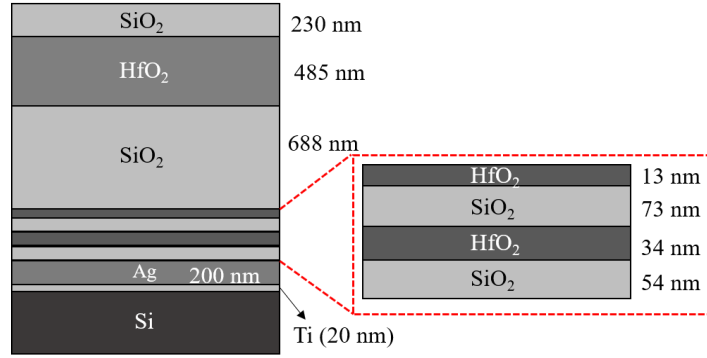 SiO₂ 230 nm
HfO₂ 485 nm
SiO₂ 688 nm
HfO₂ 13 nm
SiO₂ 73 nm
HfO₂ 34 nm
SiO₂ 54 nm
Ag 200 nm
Si
Ti (20 nm)